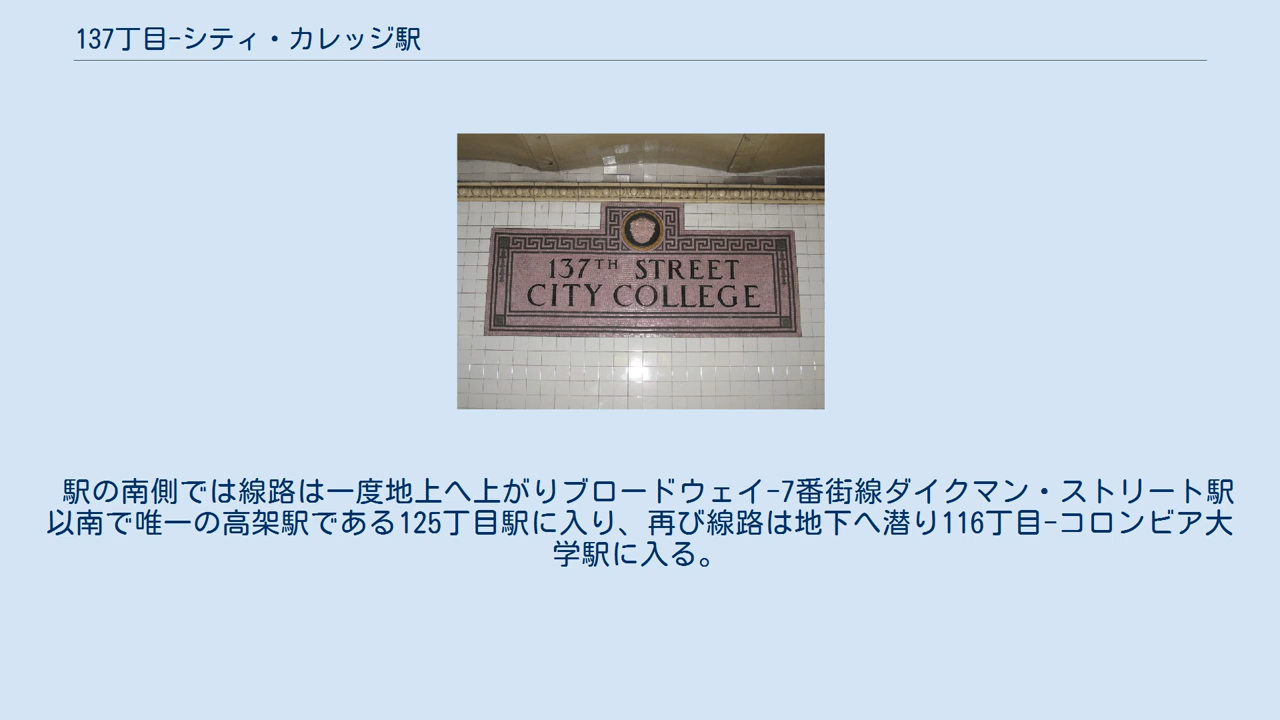 137丁目-シティ・カレッジ駅
137TH STREET
CITY COLLEGE
駅の南側では線路は一度地上へ上がりブロードウェイ-7番街線ダイクマン・ストリート駅
以南で唯一の高架駅である125丁目駅に入り、再び線路は地下へ潜り116丁目-コロンビア大
学駅に入る。